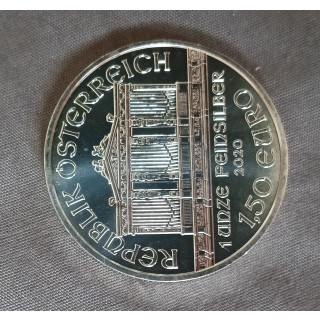 REPUBLIK ÖSTERREICH
1 UNZE FEINSILBER
2020
1,50 EURO